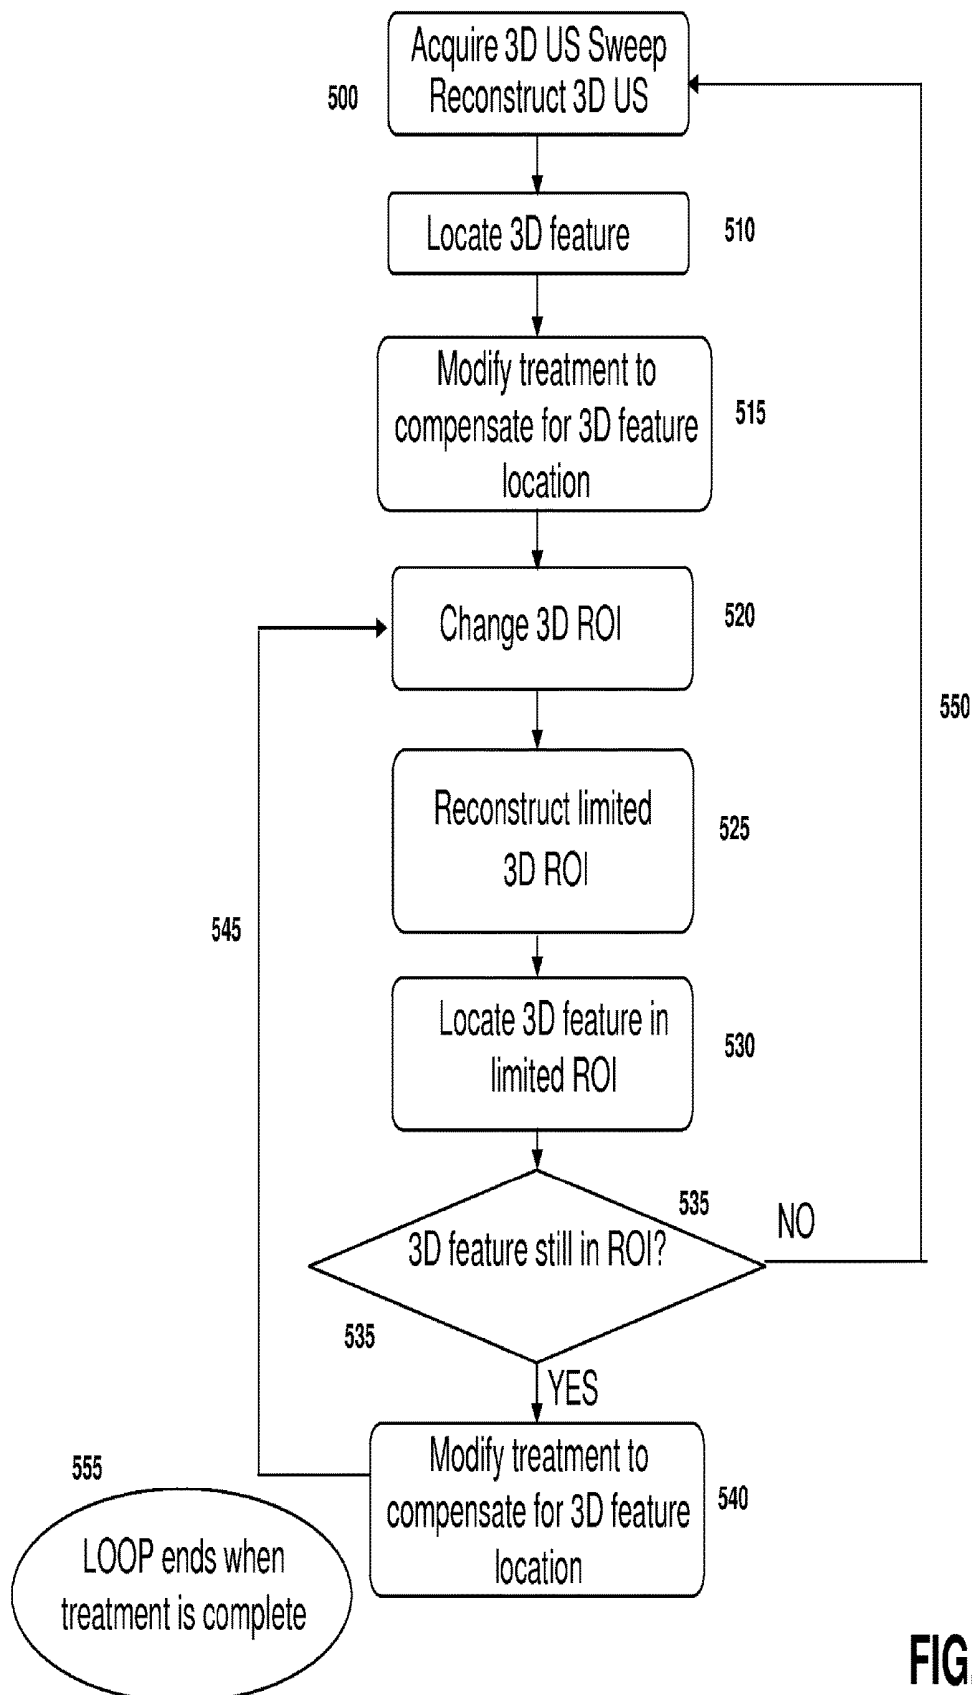 Acquire 3D US Sweep
Reconstruct 3D US
500
Locate 3D feature
510
Modify treatment to
compensate for 3D feature
location
515
Change 3D ROI
520
550
Reconstruct limited
3D ROI
525
545
Locate 3D feature in
limited ROI
530
535
NO
3D feature still in ROI?
535
YES
Modify treatment to
compensate for 3D feature
location
540
555
LOOP ends when
treatment is complete
FIG.